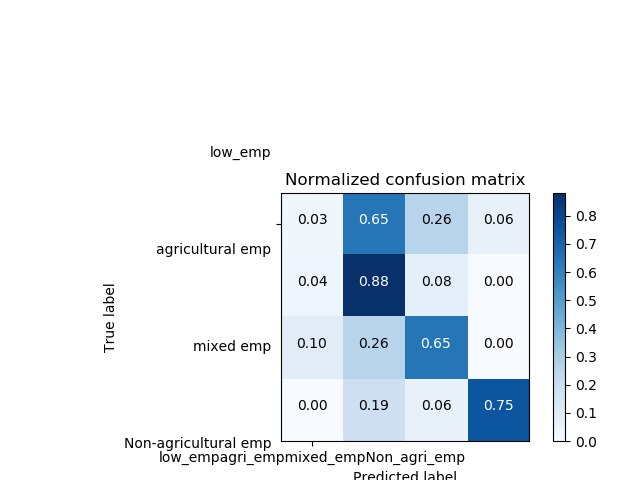 low_emp
Normalized confusion matrix
0.03 0.65 0.26 0.06
0.8
agricultural emp
0.7
0.04 0.88 0.08 0.00
0.6
0.5
True label
0.4
mixed emp
0.10 0.26 0.65 0.00
0.3
0.2
0.00 0.19 0.06 0.75
0.1
Non-agricultural emp
0.0
low_empagri_empmixed_empNon_agri_emp
Predicted label